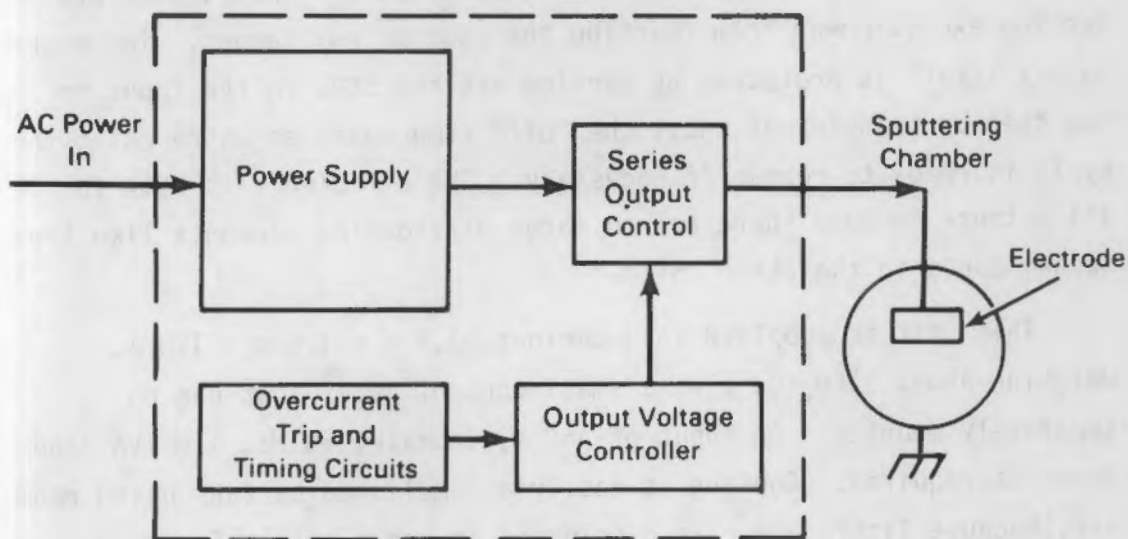 AC Power
In
Power Supply
Series
Output
Control
Sputtering
Chamber
Electrode
Overcurrent
Trip and
Timing Circuits
Output Voltage
Controller